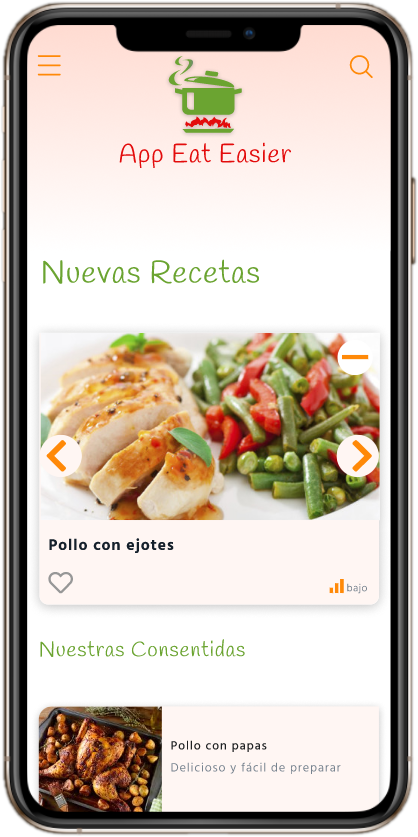 App Eat Easier
Nuevas Recetas
Pollo con ejotes
bajo
Nuestras Consentidas
Pollo con papas
Delicioso y fácil de preparar